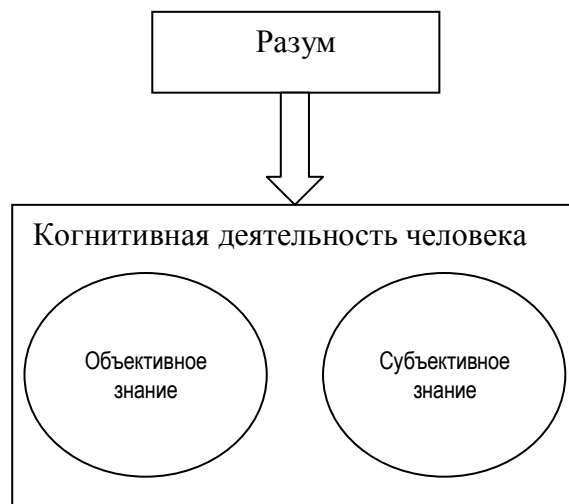 Разум
Когнитивная деятельность человека
Объективное
знание
Субъективное
знание